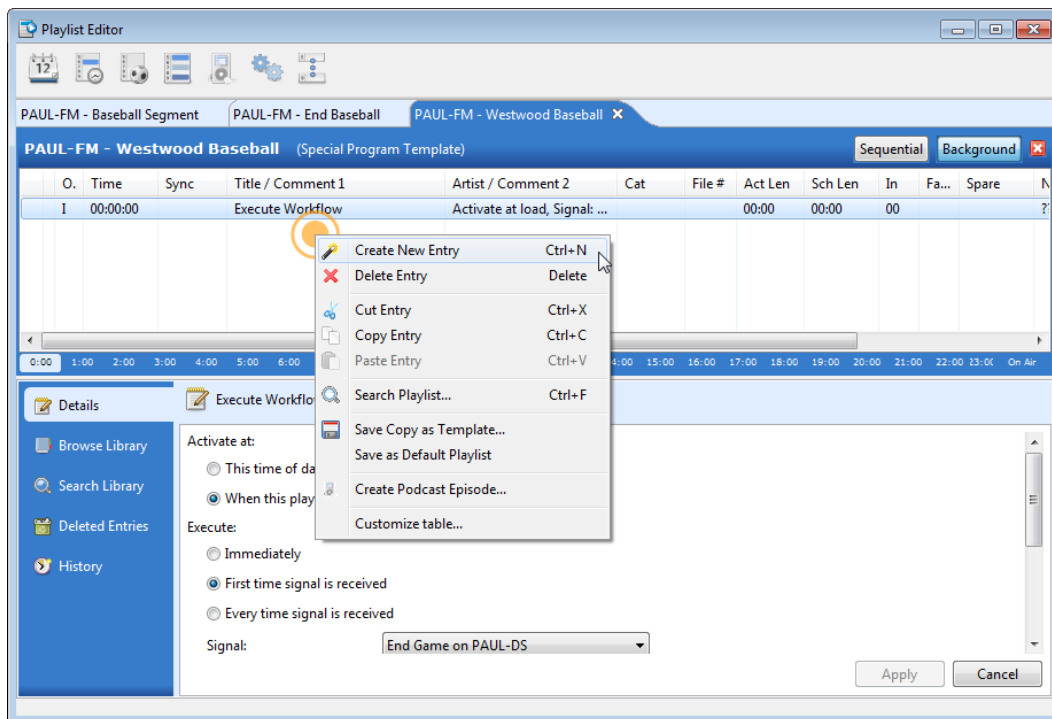 Playlist Editor
12
PAUL-FM - Baseball Segment PAUL-FM - End Baseball PAUL-FM - Westwood Baseball
PAUL-FM - Westwood Baseball (Special Program Template) Sequential Background
O. Time Sync Title / Comment 1 Artist / Comment 2 Cat File # Act Len Sch Len In Fa... Spare N
I 00:00:00 Execute Workflow Activate at load, Signal: ... 00:00 00:00 00 ??
Create New Entry Ctrl+N
Delete Entry Delete
Cut Entry Ctrl+X
Copy Entry Ctrl+C
Paste Entry Ctrl+V
Search Playlist... Ctrl+F
Save Copy as Template...
Save as Default Playlist
Create Podcast Episode...
Customize table...
0:00 1:00 2:00 3:00 4:00 5:00 6:00 4:00 15:00 16:00 17:00 18:00 19:00 20:00 21:00 22:00 23:0( On Air
Details
Browse Library
Search Library
Deleted Entries
History
Execute Workflo
Activate at:
This time of da
When this play
Execute:
Immediately
First time signal is received
Every time signal is received
Signal: End Game on PAUL-DS
Apply Cancel